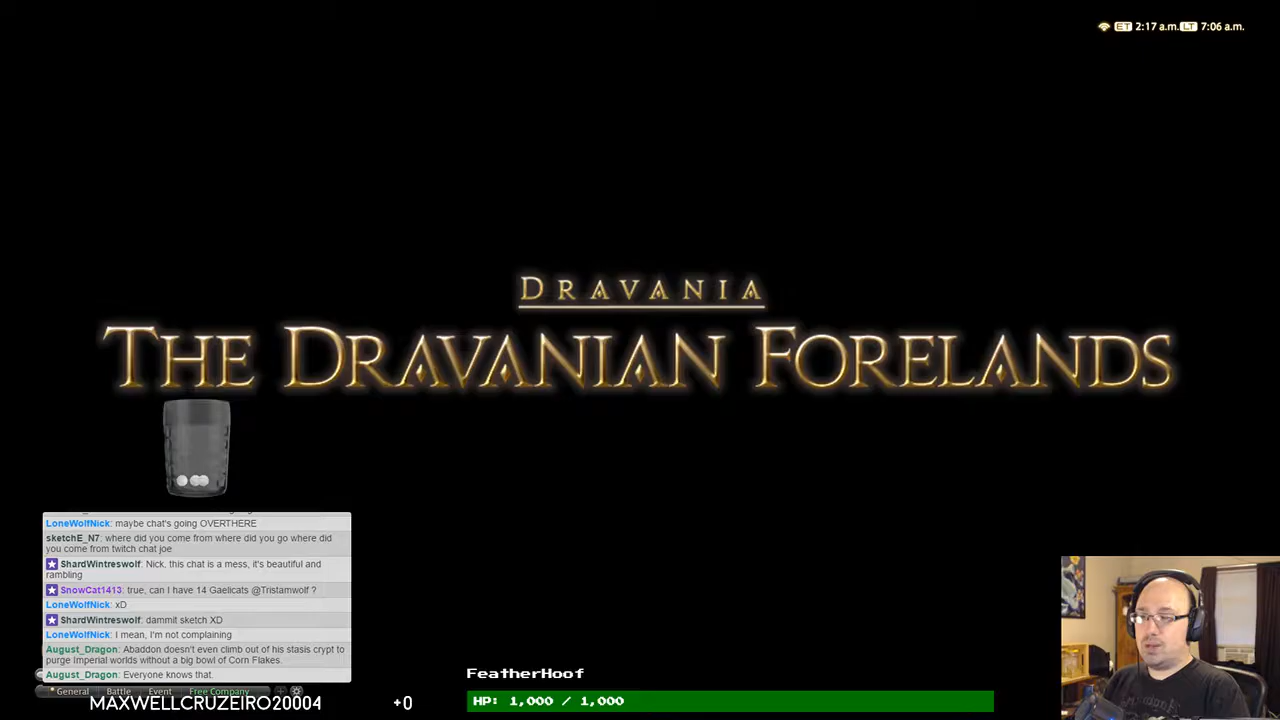 ET 2:17 a.m. LT 7:06 a.m.
DRAVANIA
THE DRAVANIAN FORELANDS
LoneWolfNick: maybe chat's going OVERTHERE
sketchE_N7: where did you come from where did you go where did
you come from twitch chat joe
ShardWintreswolf: Nick, this chat is a mess, it's beautiful and
rambling
SnowCat1413: true, can I have 14 Gaelicats @Tristamwolf ?
LoneWolfNick: xD
ShardWintreswolf: dammit sketch XD
LoneWolfNick: I mean, I'm not complaining
August_Dragon: Abaddon doesn't even climb out of his stasis crypt to
purge Imperial worlds without a big bowl of Corn Flakes.
August_Dragon: Everyone knows that.
General Battle Event Free Company
MAXWELLCRUZEIRO20004 +0
FeatherHoof
HP: 1,000 / 1,000